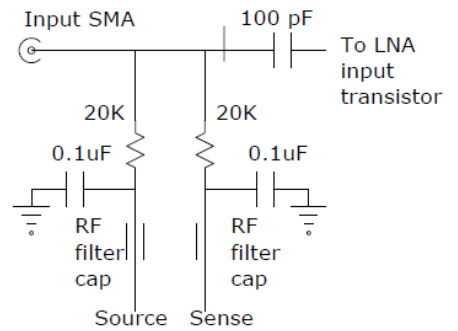 Input SMA
100 pF
To LNA
input
transistor
20K
20K
0.1uF
0.1uF
RF
filter
cap
RF
filter
cap
Source
Sense